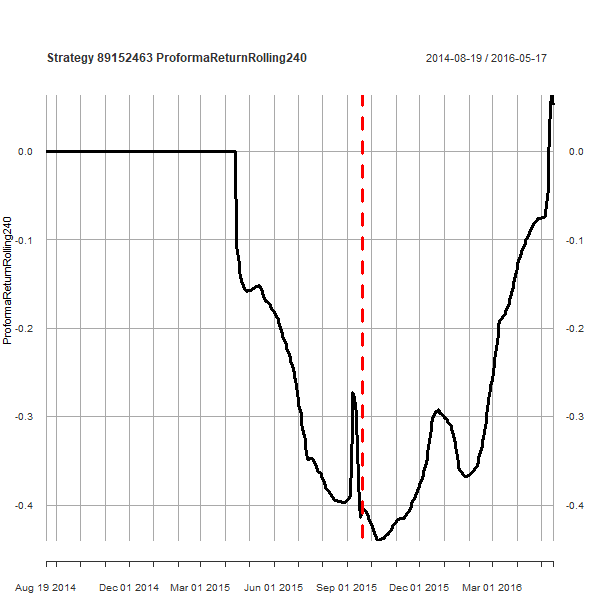 Strategy 89152463 ProformaReturnRolling240
2014-08-19 / 2016-05-17
ProformaReturnRolling240
0.0 0.0
-0.1 -0.1
-0.2 -0.2
-0.3 -0.3
-0.4 -0.4
Aug 19 2014 Dec 01 2014 Mar 01 2015 Jun 01 2015 Sep 01 2015 Dec 01 2015 Mar 01 2016